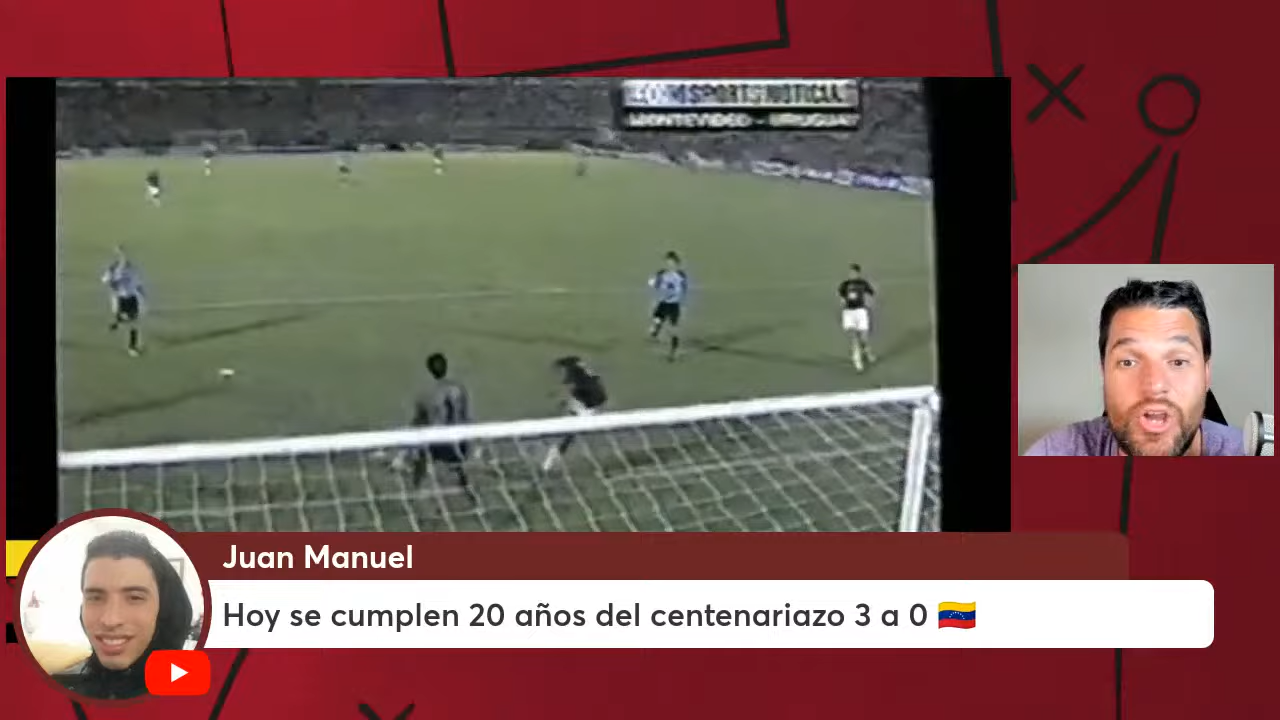 MONTEVIDEO - URUGUAY
Juan Manuel
Hoy se cumplen 20 años del centenariazo 3 a 0 🇻🇪